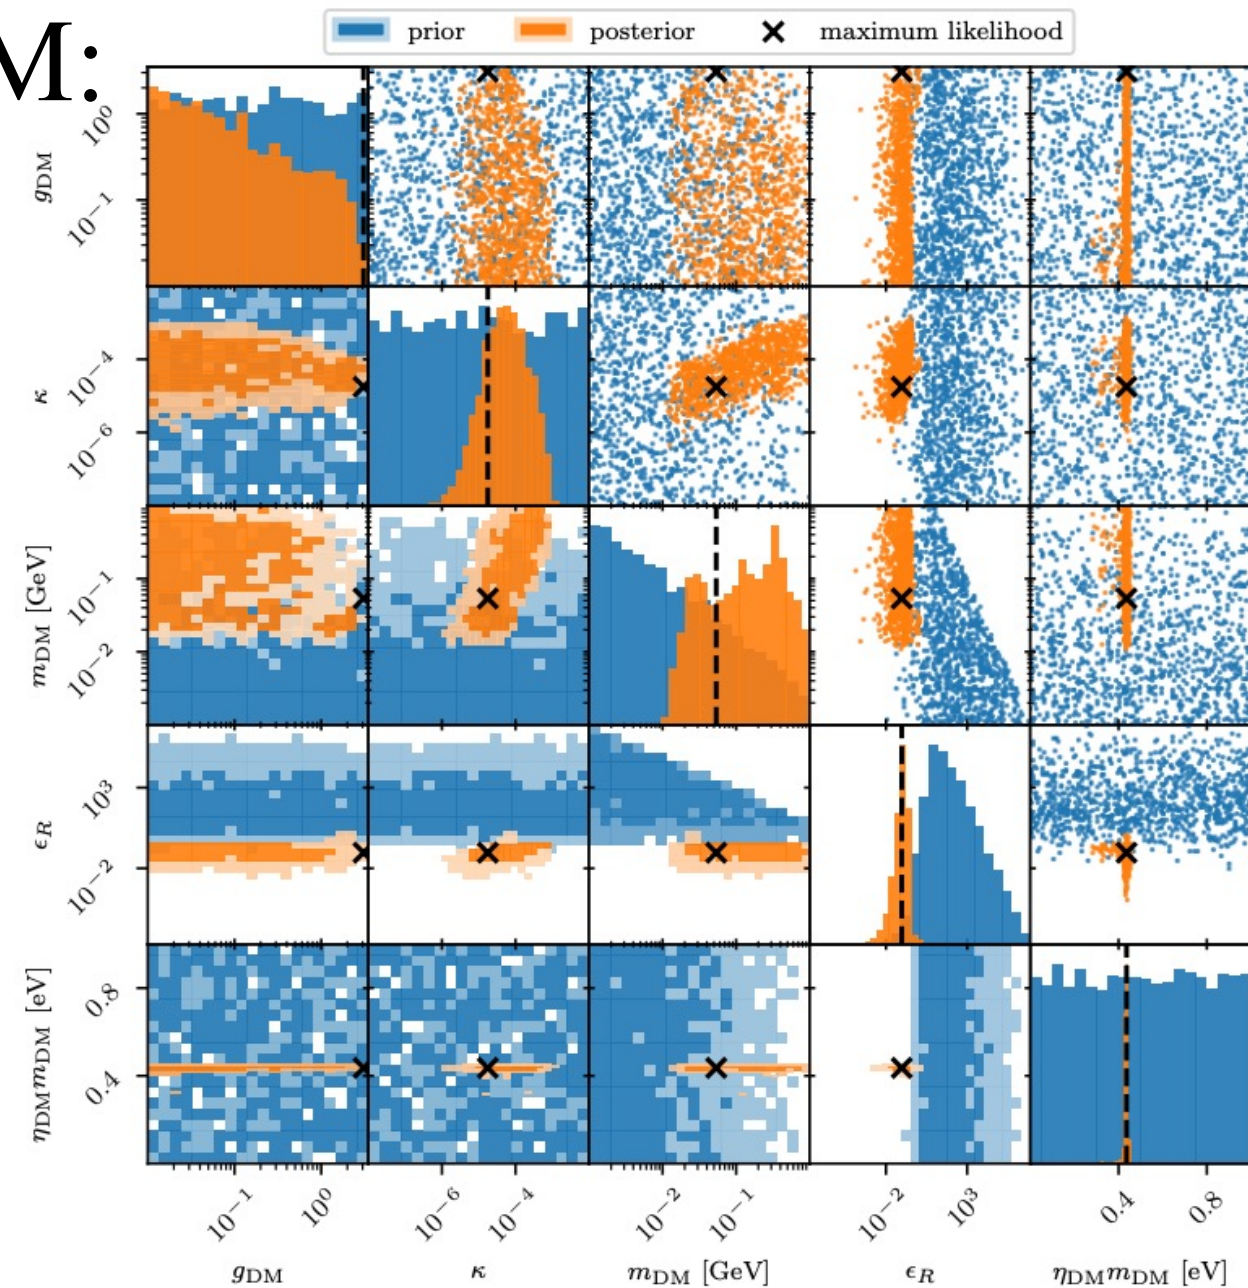 M:
prior posterior maximum likelihood
g_DM 10^0 10^−1
κ 10^−4 10^−6
m_DM [GeV] 10^−1 10^−2
ϵ_R 10^3 10^−2
η_DM m_DM [eV] 0.8 0.4
10^−1 10^0 10^−6 10^−4 10^−2 10^−1 10^−2 10^3 0.4 0.8
g_DM κ m_DM [GeV] ϵ_R η_DM m_DM [eV]